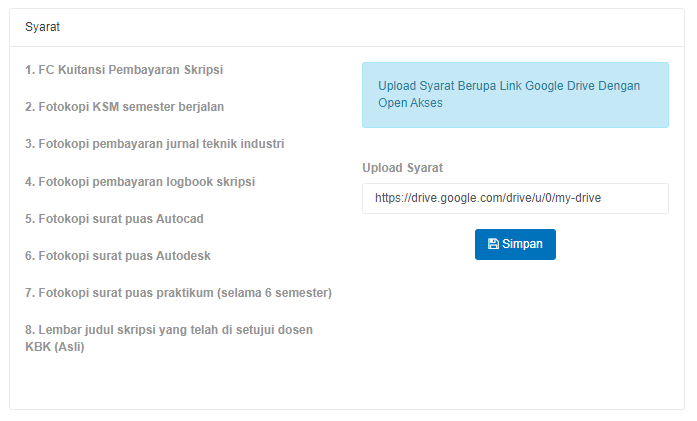 Syarat
1. FC Kuitansi Pembayaran Skripsi
2. Fotokopi KSM semester berjalan
3. Fotokopi pembayaran jurnal teknik industri
4. Fotokopi pembayaran logbook skripsi
5. Fotokopi surat puas Autocad
6. Fotokopi surat puas Autodesk
7. Fotokopi surat puas praktikum (selama 6 semester)
8. Lembar judul skripsi yang telah di setujui dosen
KBK (Asli)
Upload Syarat Berupa Link Google Drive Dengan
Open Akses
Upload Syarat
https://drive.google.com/drive/u/0/my-drive
Simpan